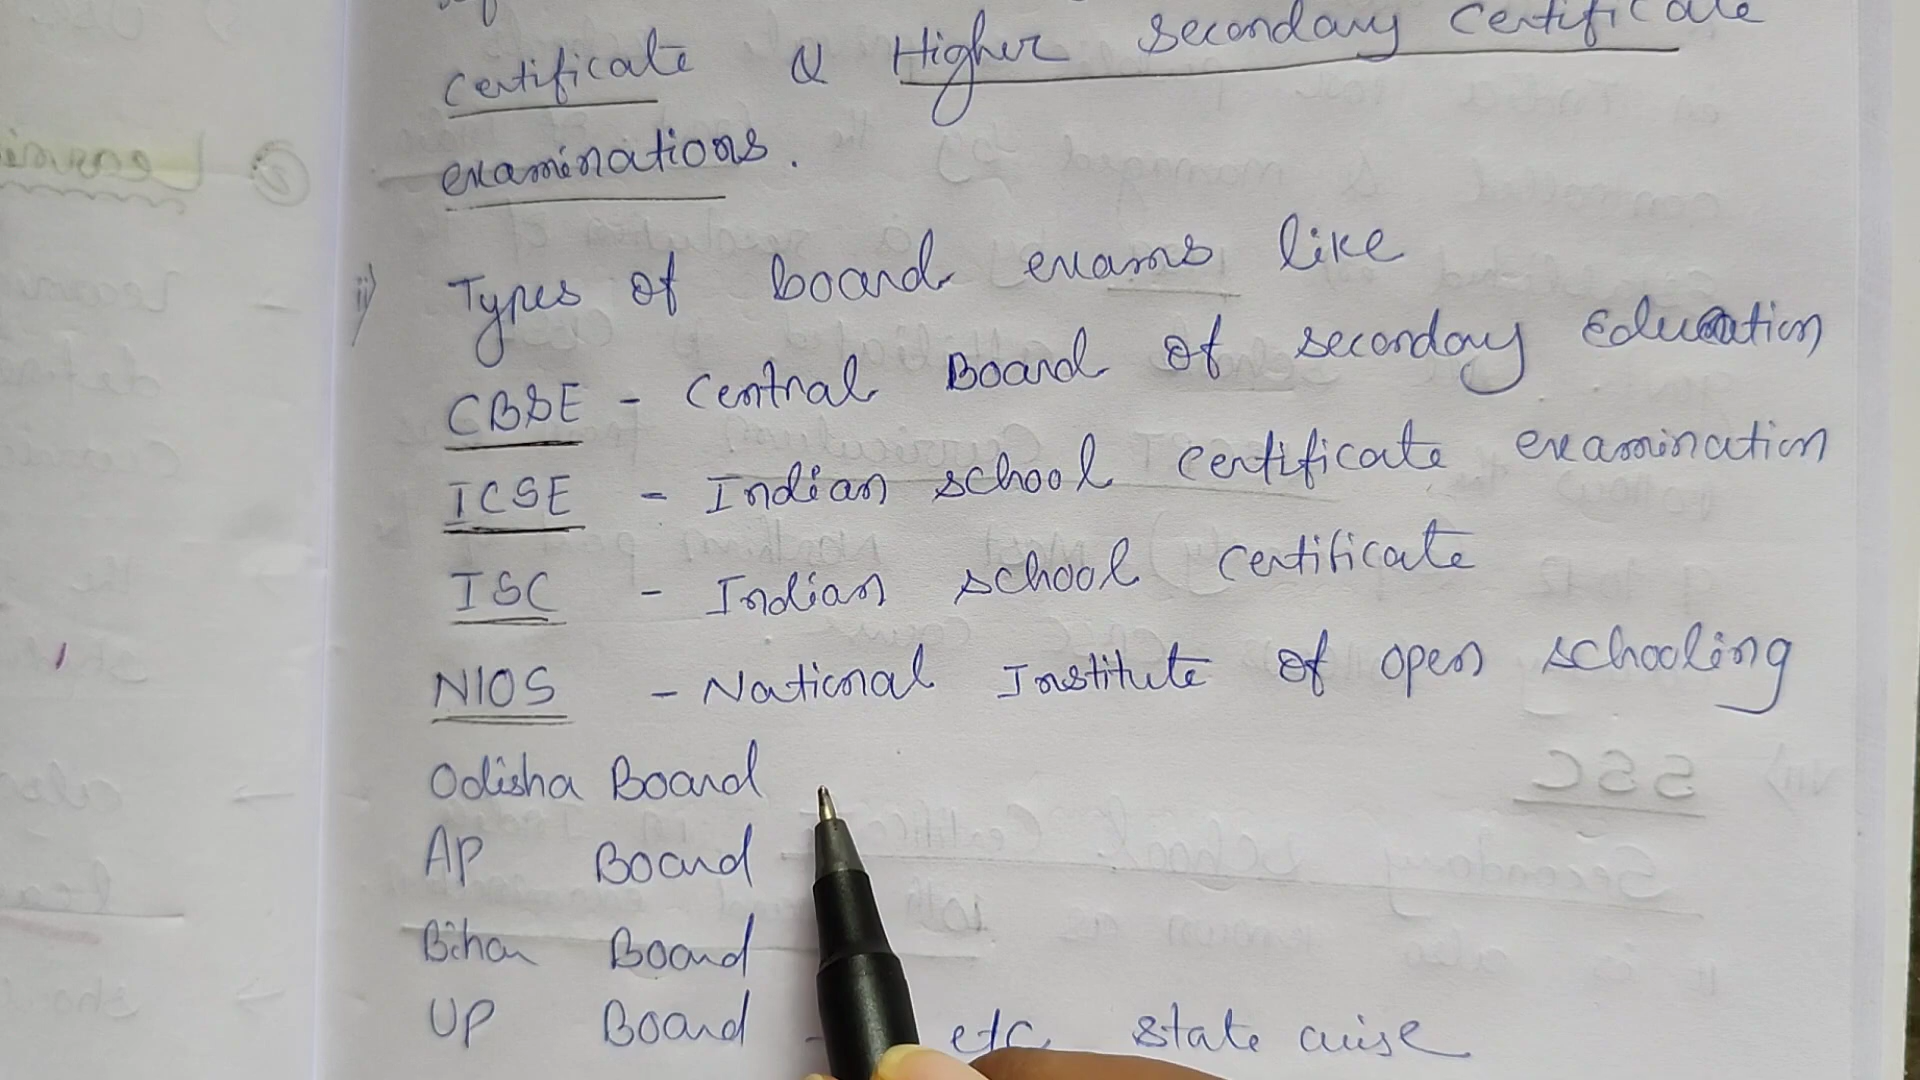 certificate & Higher secondary certificate
examinations.
ii) Types of board exams like
CBSE - Central Board of secondary Education
ICSE - Indian school certificate examination
ISC - Indian school certificate
NIOS - National Institute of open schooling
Odisha Board
AP Board
Bihar Board
UP Board - etc state wise